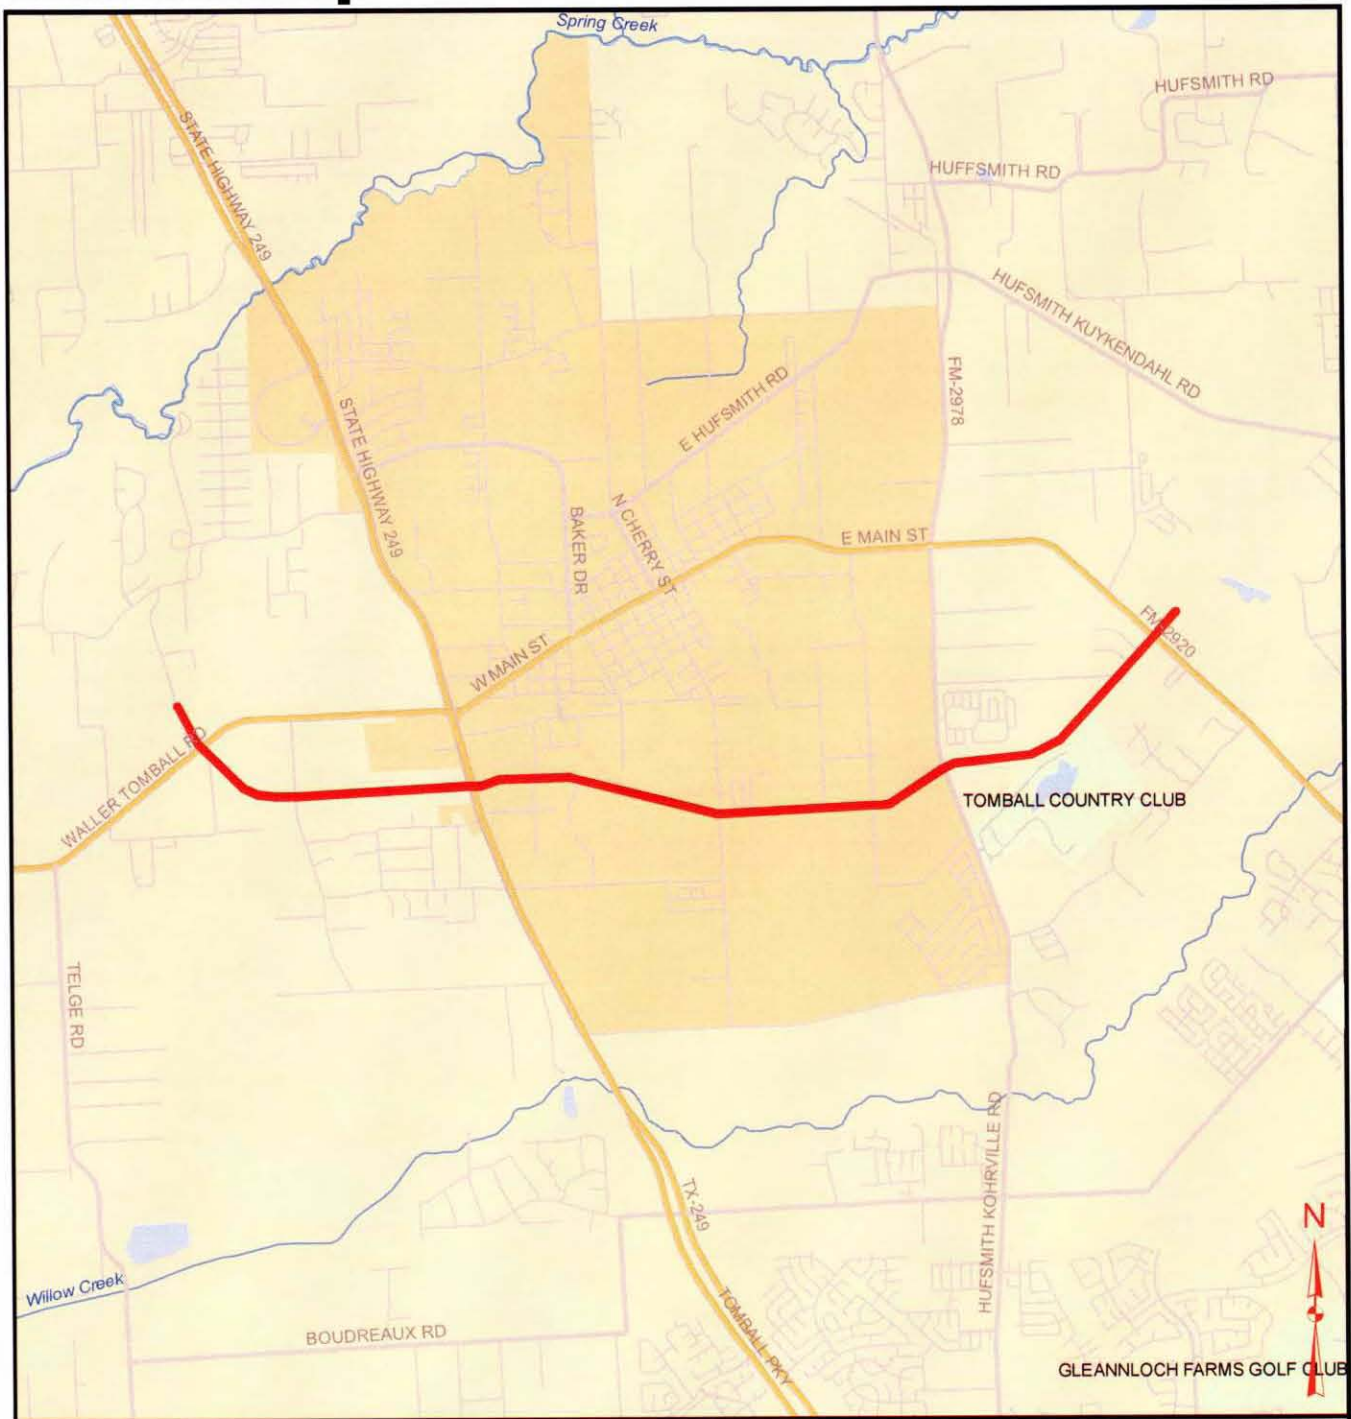 Spring Creek
HUFSMITH RD
STATE HIGHWAY 249
HUFFSMITH RD
HUFSMITH KUYKENDAHL RD
FM-2978
E HUFSMITH RD
STATE HIGHWAY 249
N CHERRY ST
BAKER DR
E MAIN ST
FM-2920
W MAIN ST
WALLER TOMBALL RD
TOMBALL COUNTRY CLUB
TELGE RD
HUFSMITH KOHRVILLE RD
TX-249
N
Willow Creek
TOMBALL PKY
BOUDREAUX RD
GLEANNLOCH FARMS GOLF CLUB